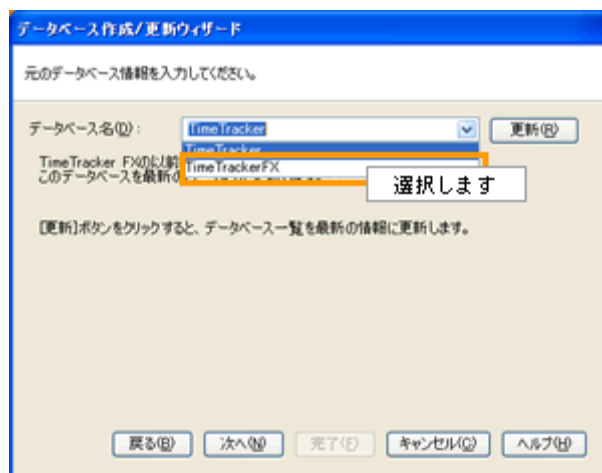 データベース作成/更新ウィザード
元のデータベース情報を入力してください。
データベース名(D): TimeTracker 更新(R)
TimeTracker
TimeTracker FXの以前 TimeTrackerFX
このデータベースを最新の
選択します
[更新]ボタンをクリックすると、データベース一覧を最新の情報に更新します。
戻る(B) 次へ(N) 完了(F) キャンセル(C) ヘルプ(H)